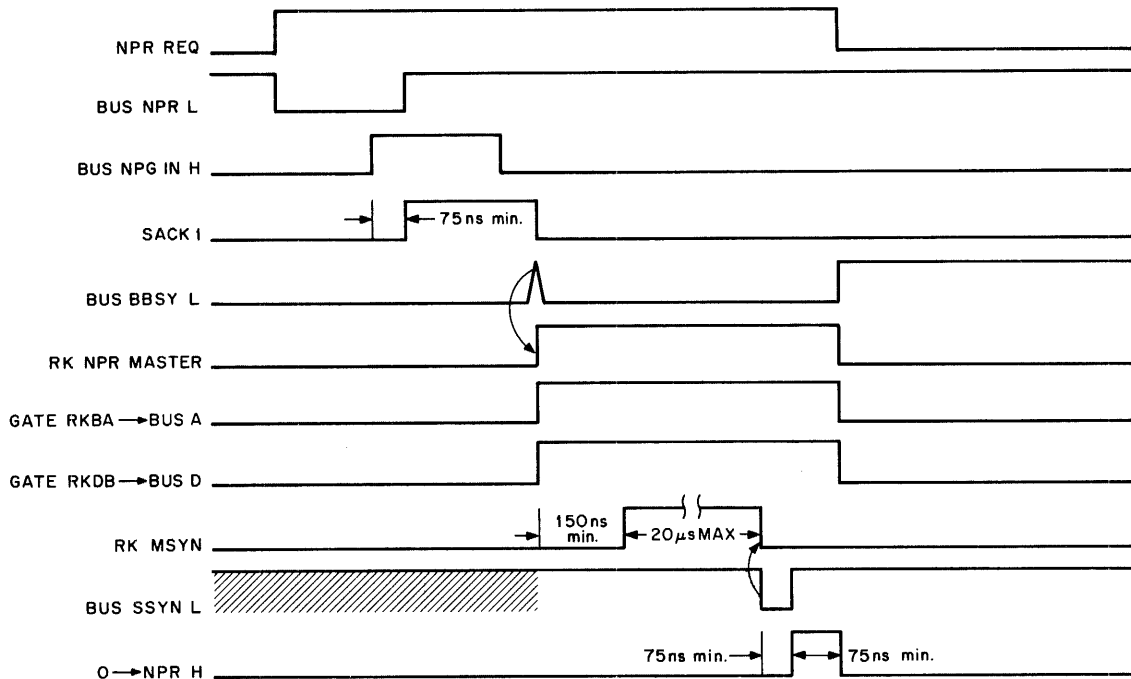 NPR REQ
BUS NPR L
BUS NPG IN H
75ns min.
SACK 1
BUS BBSY L
RK NPR MASTER
GATE RKBA → BUS A
GATE RKDB → BUS D
150ns
min.
20μs MAX
RK MSYN
BUS SSYN L
75ns min. 75ns min.
0 → NPR H